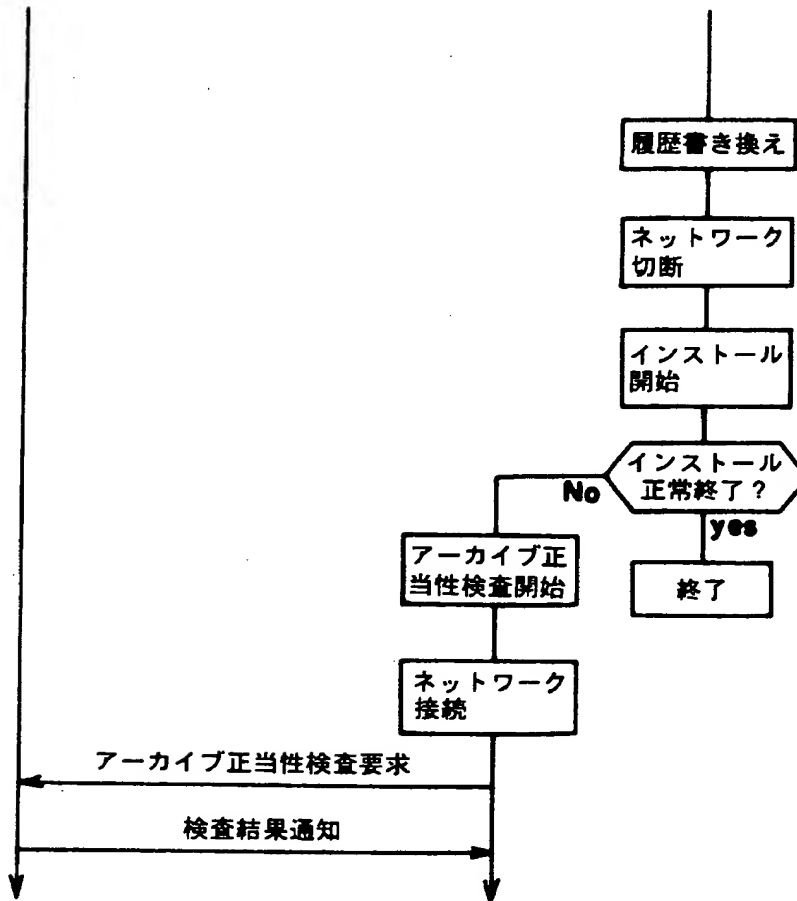 履歴書き換え
ネットワーク
切断
インストール
開始
インストール
正常終了？
No
yes
アーカイブ正
当性検査開始
終了
ネットワーク
接続
アーカイブ正当性検査要求
検査結果通知